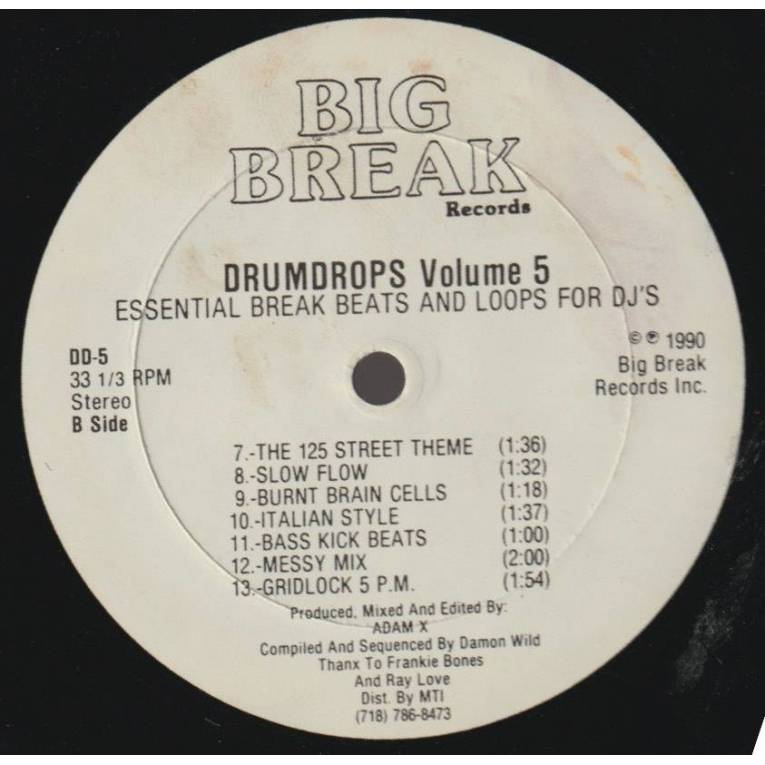 BIG
BREAK
Records
DRUMDROPS Volume 5
ESSENTIAL BREAK BEATS AND LOOPS FOR DJ'S
DD-5
33 1/3 RPM
Stereo
B Side
© ℗ 1990
Big Break
Records Inc.
7.-THE 125 STREET THEME (1:36)
8.-SLOW FLOW (1:32)
9.-BURNT BRAIN CELLS (1:18)
10.-ITALIAN STYLE (1:37)
11.-BASS KICK BEATS (1:00)
12.-MESSY MIX (2:00)
13.-GRIDLOCK 5 P.M. (1:54)
Produced, Mixed And Edited By:
ADAM X
Compiled And Sequenced By Damon Wild
Thanx To Frankie Bones
And Ray Love
Dist. By MTI
(718) 786-8473